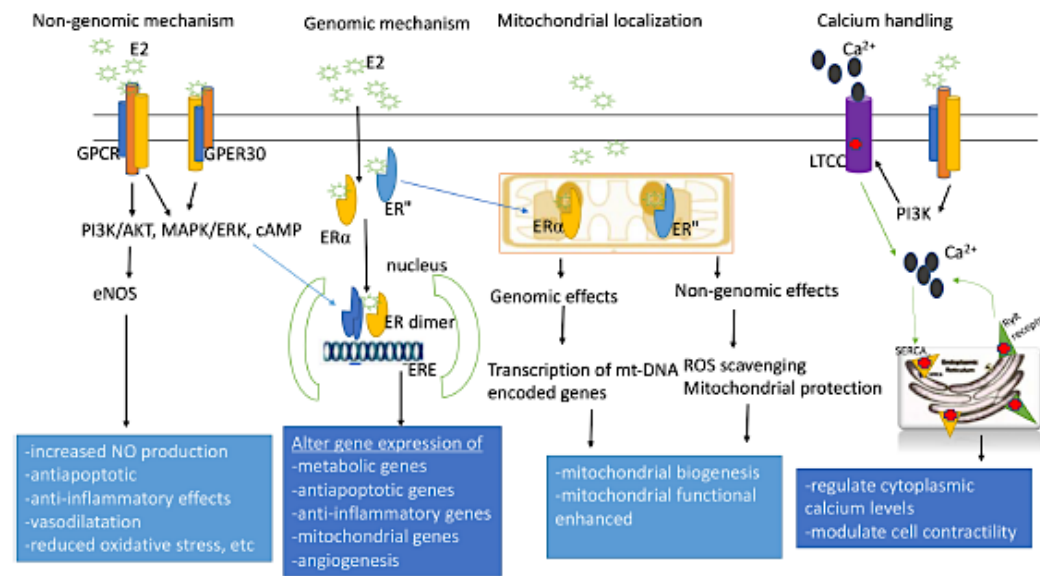 Non-genomic mechanism
E2
GPCR
GPER30
PI3K/AKT, MAPK/ERK, cAMP
eNOS
-increased NO production
-antiapoptotic
-anti-inflammatory effects
-vasodilatation
-reduced oxidative stress, etc
Genomic mechanism
E2
ER"
ERα
nucleus
ER dimer
ERE
Alter gene expression of
-metabolic genes
-antiapoptotic genes
-anti-inflammatory genes
-mitochondrial genes
-angiogenesis
Mitochondrial localization
ERα
ER"
Genomic effects
Non-genomic effects
Transcription of mt-DNA
encoded genes
ROS scavenging
Mitochondrial protection
-mitochondrial biogenesis
-mitochondrial functional
enhanced
Calcium handling
Ca²⁺
LTCC
PI3K
Ca²⁺
SERCA
RyR
Endoplasmic
Reticulum
-regulate cytoplasmic
calcium levels
-modulate cell contractility